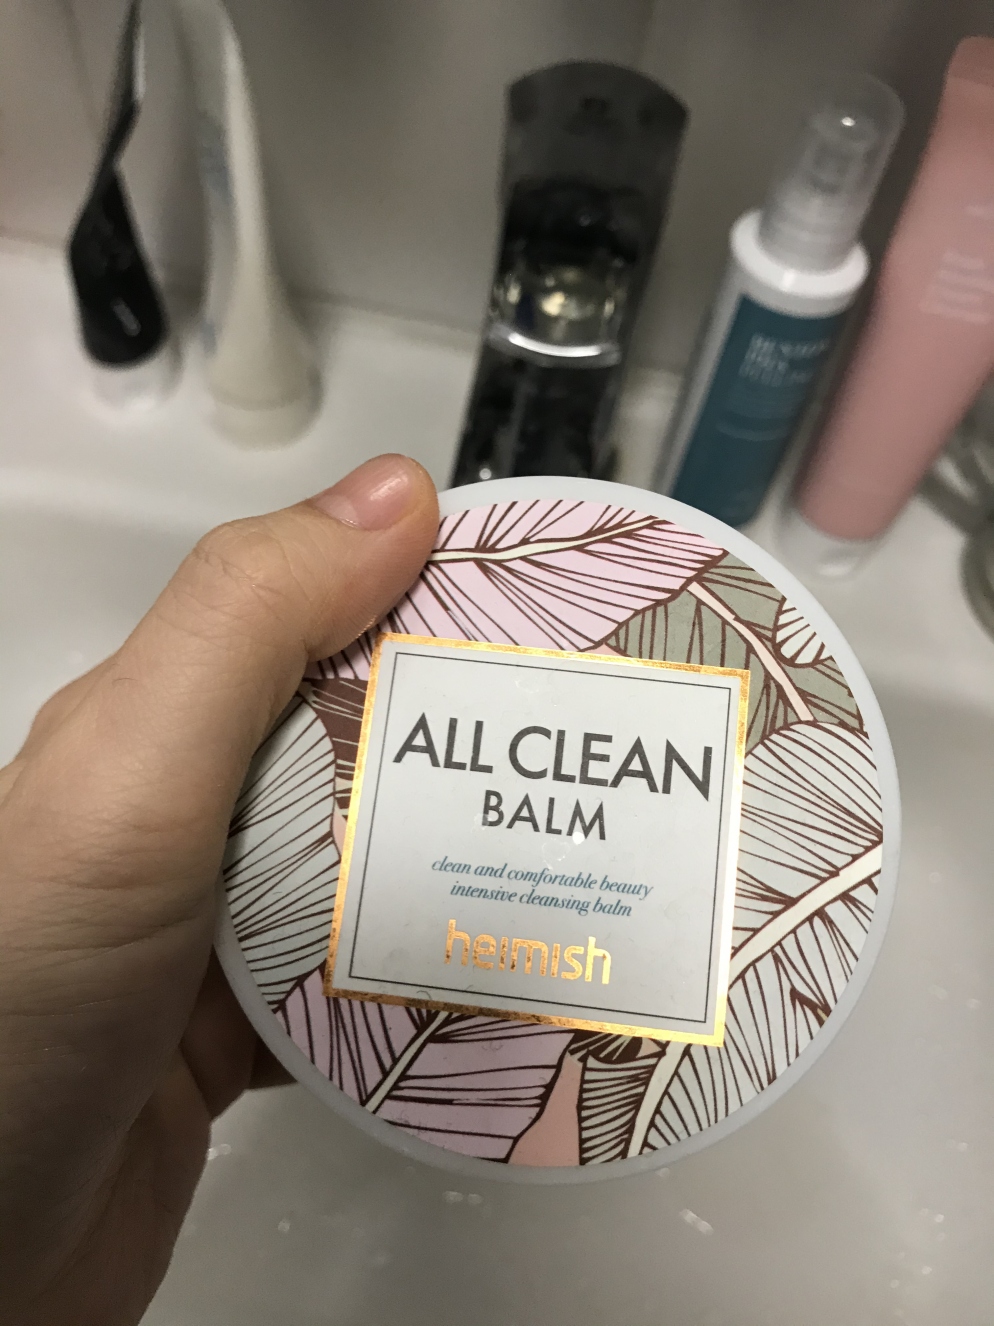 ALL CLEAN
BALM
clean and comfortable beauty
intensive cleansing balm
heimish